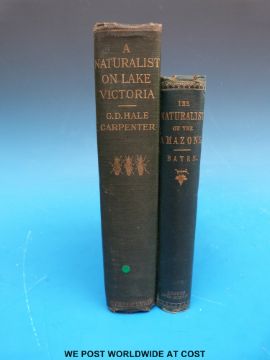 A
NATURALIST
ON LAKE
VICTORIA
G.D. HALE
CARPENTER
THE
NATURALIST
ON THE
AMAZONS
BATES.
WE POST WORLDWIDE AT COST